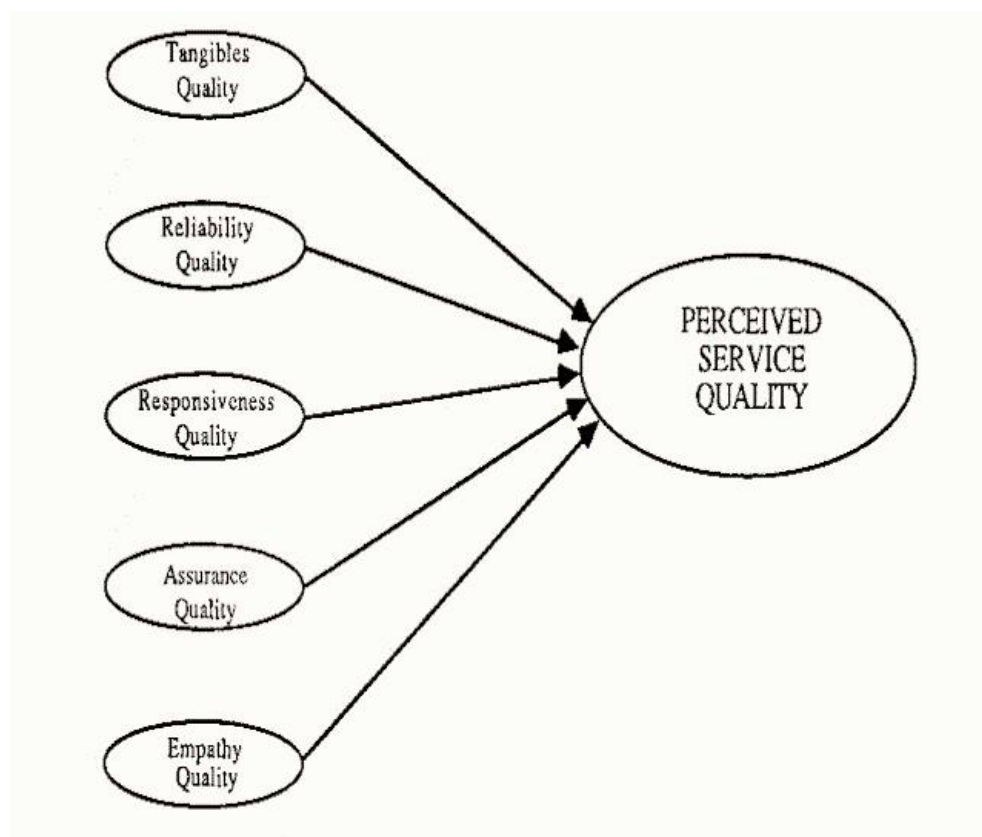 Tangibles
Quality
Reliability
Quality
Responsiveness
Quality
Assurance
Quality
Empathy
Quality
PERCEIVED
SERVICE
QUALITY